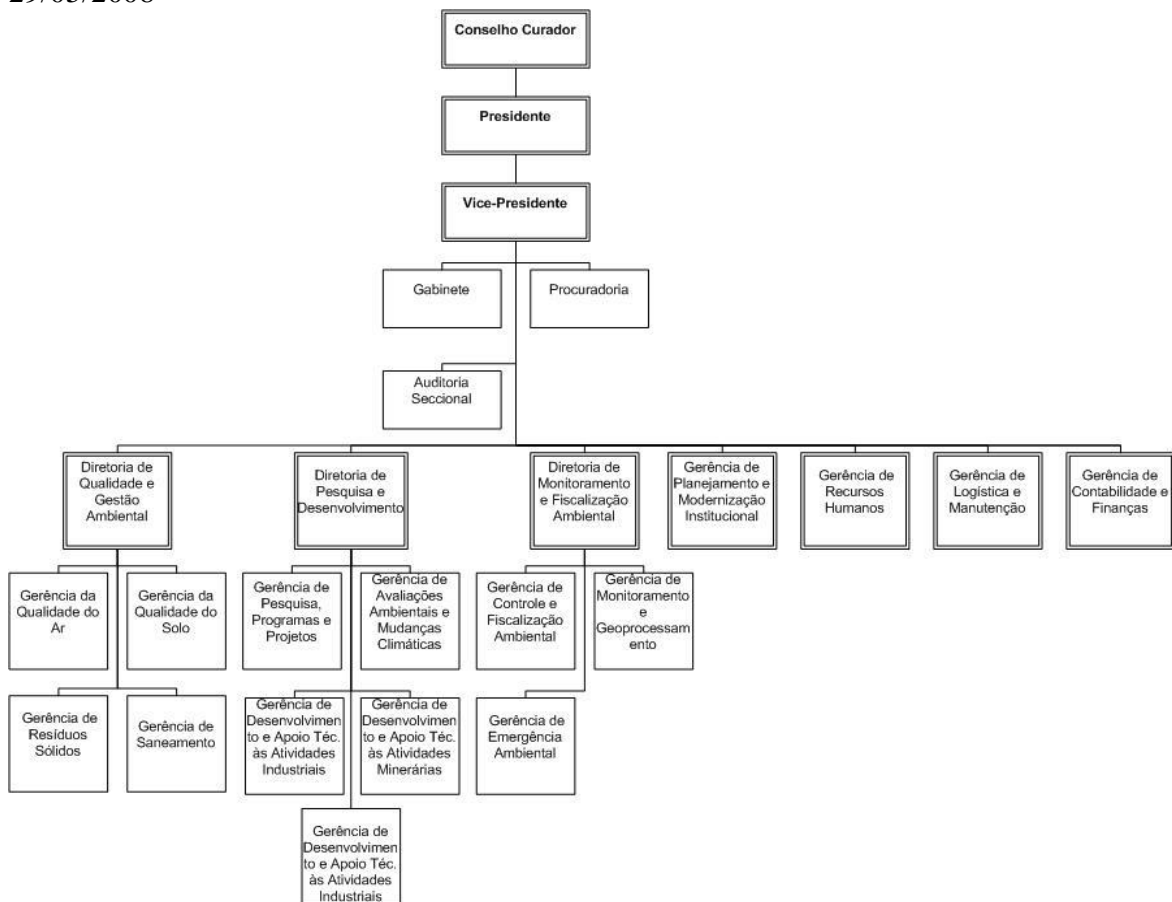 Conselho Curador
Presidente
Vice-Presidente
Gabinete
Procuradoria
Auditoria
Seccional
Diretoria de
Qualidade e
Gestão
Ambiental
Diretoria de
Pesquisa e
Desenvolvimento
Diretoria de
Monitoramento
e Fiscalização
Ambiental
Gerência de
Planejamento e
Modernização
Institucional
Gerência de
Recursos
Humanos
Gerência de
Logística e
Manutenção
Gerência de
Contabilidade e
Finanças
Gerência da
Qualidade do
Ar
Gerência da
Qualidade do
Solo
Gerência de
Pesquisa,
Programas e
Projetos
Gerência de
Avaliações
Ambientais e
Mudanças
Climáticas
Gerência de
Controle e
Fiscalização
Ambiental
Gerência de
Monitoramento
e
Geoprocessam
ento
Gerência de
Resíduos
Sólidos
Gerência de
Saneamento
Gerência de
Desenvolvimen
to e Apoio Téc.
às Atividades
Industriais
Gerência de
Desenvolvimen
to e Apoio Téc.
às Atividades
Minerárias
Gerência de
Emergência
Ambiental
Gerência de
Desenvolvimen
to e Apoio Téc.
às Atividades
Industriais